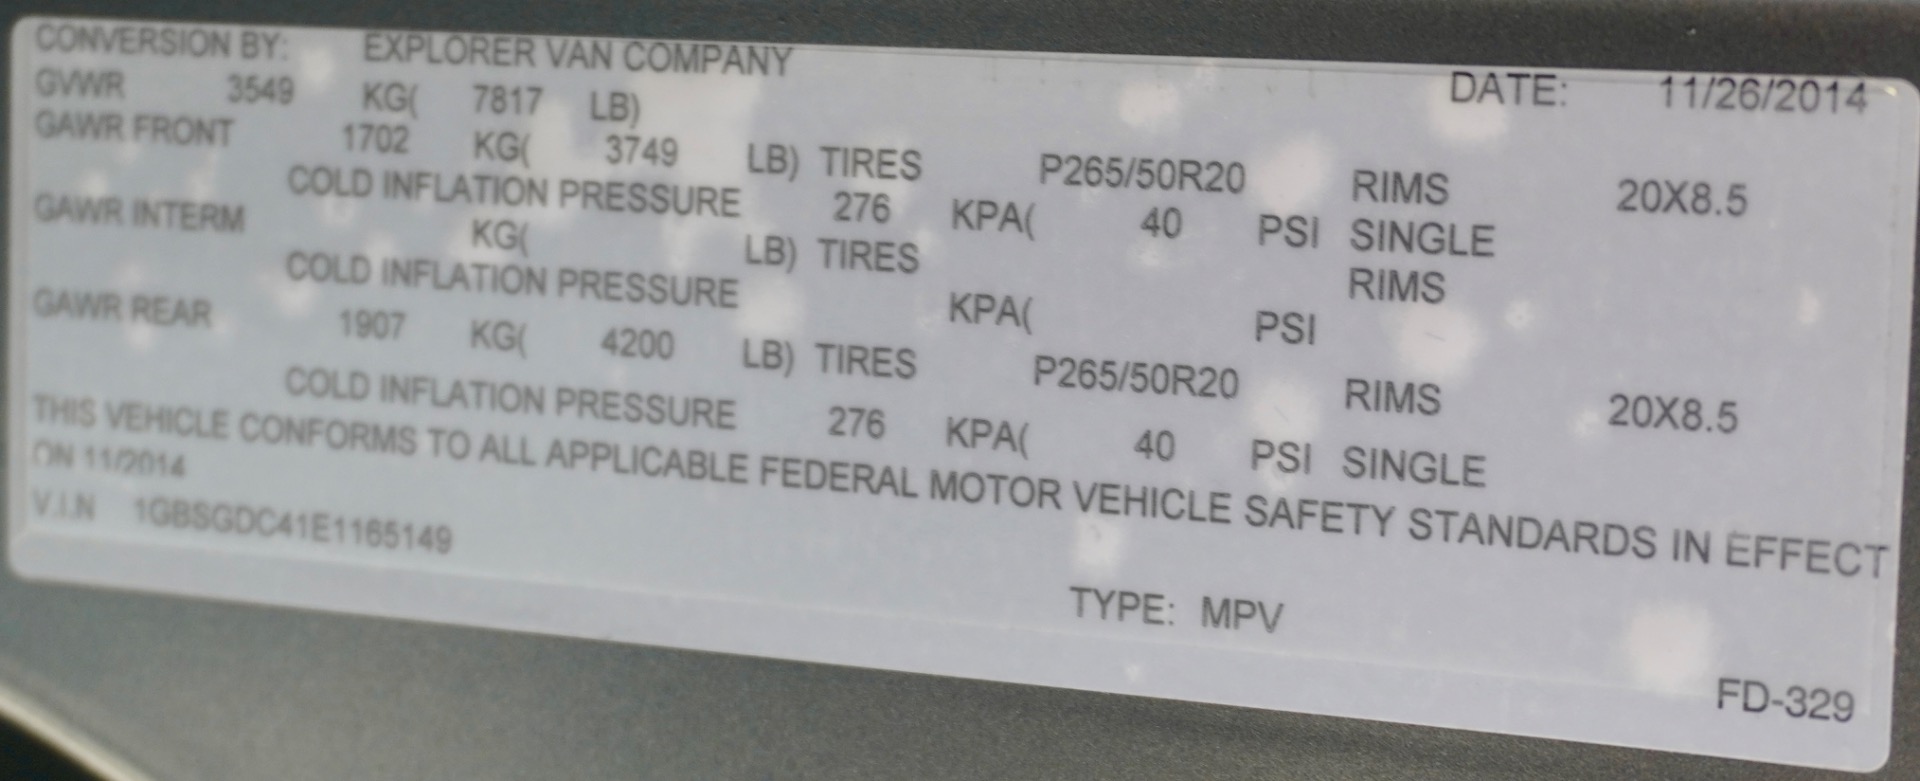 CONVERSION BY: EXPLORER VAN COMPANY DATE: 11/26/2014
GVWR 3549 KG( 7817 LB)
GAWR FRONT 1702 KG( 3749 LB) TIRES P265/50R20 RIMS 20X8.5
COLD INFLATION PRESSURE 276 KPA( 40 PSI SINGLE
GAWR INTERM KG( LB) TIRES RIMS
COLD INFLATION PRESSURE KPA( PSI
GAWR REAR 1907 KG( 4200 LB) TIRES P265/50R20 RIMS 20X8.5
COLD INFLATION PRESSURE 276 KPA( 40 PSI SINGLE
THIS VEHICLE CONFORMS TO ALL APPLICABLE FEDERAL MOTOR VEHICLE SAFETY STANDARDS IN EFFECT
ON 11/2014
V.I.N 1GBSGDC41E1165149
TYPE: MPV
FD-329